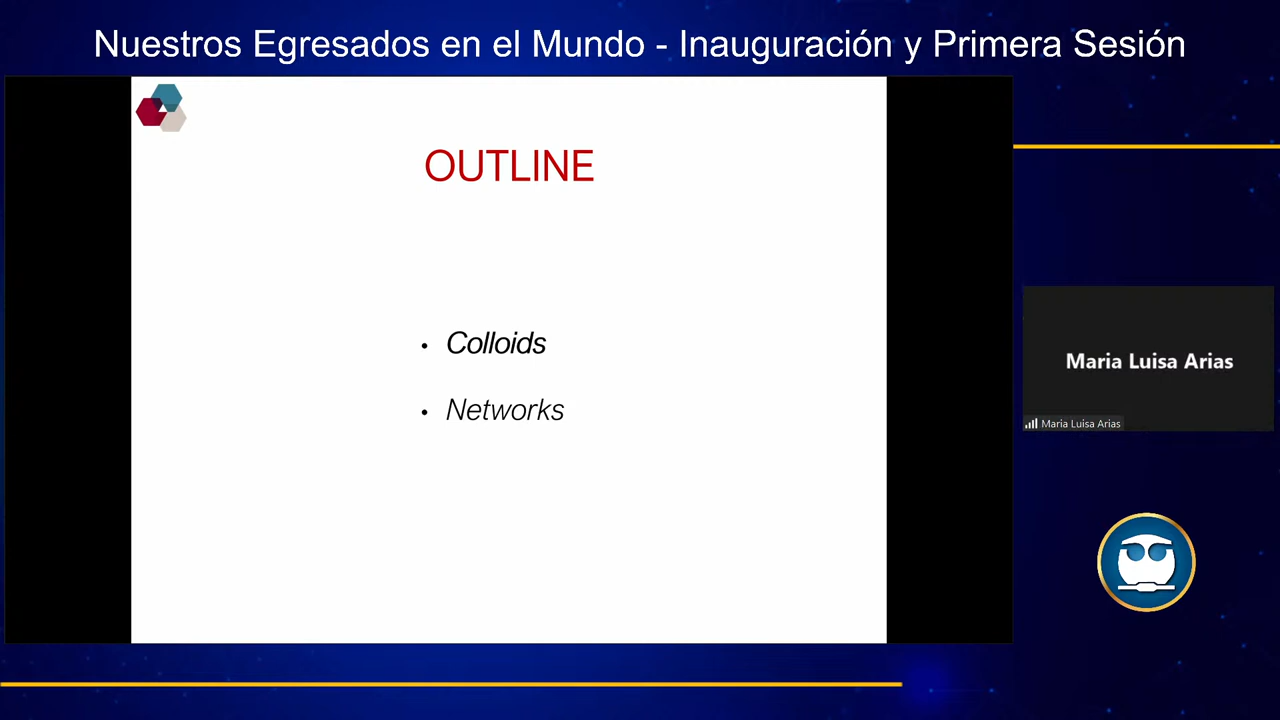 Nuestros Egresados en el Mundo - Inauguración y Primera Sesión
OUTLINE
• Colloids
• Networks
Maria Luisa Arias
Maria Luisa Arias